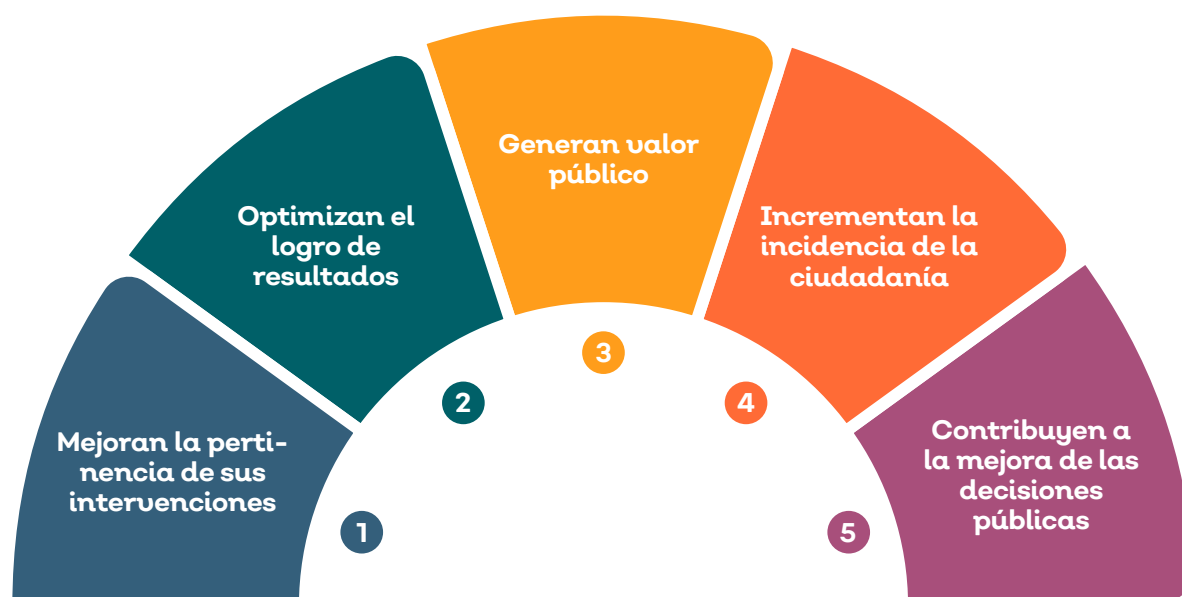 Mejoran la perti-
nencia de sus
intervenciones
1
Optimizan el
logro de
resultados
2
Generan valor
público
3
Incrementan la
incidencia de la
ciudadanía
4
Contribuyen a
la mejora de las
decisiones
públicas
5